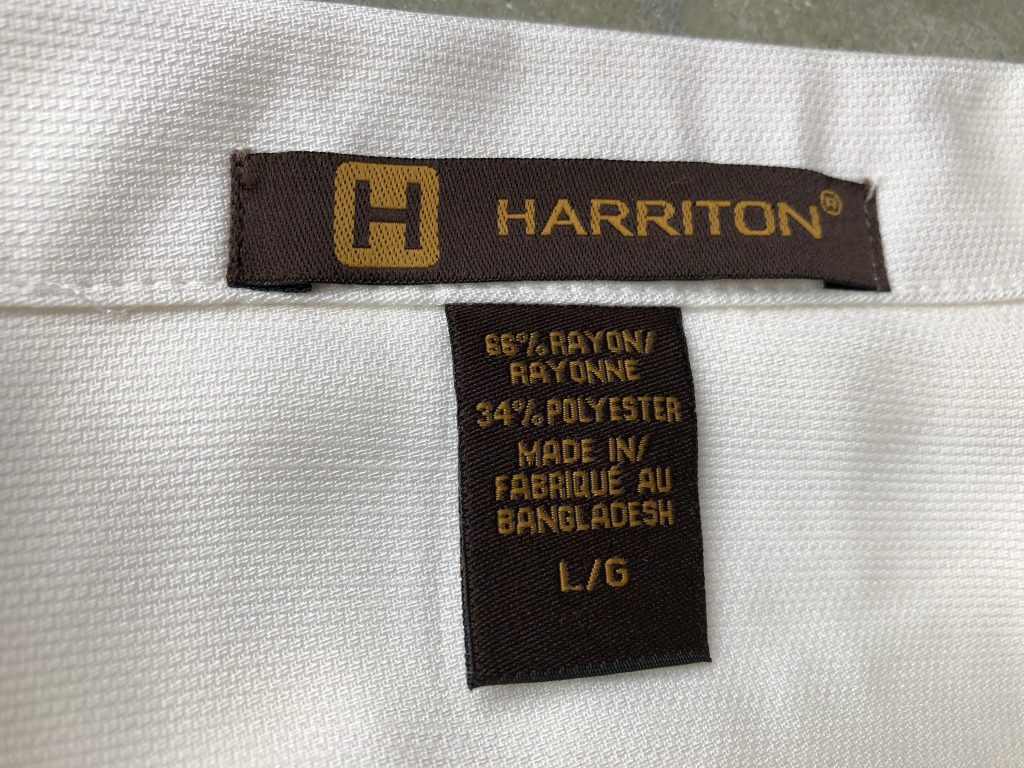 H HARRITON®
66% RAYON/
RAYONNE
34% POLYESTER
MADE IN/
FABRIQUÉ AU
BANGLADESH
L/G